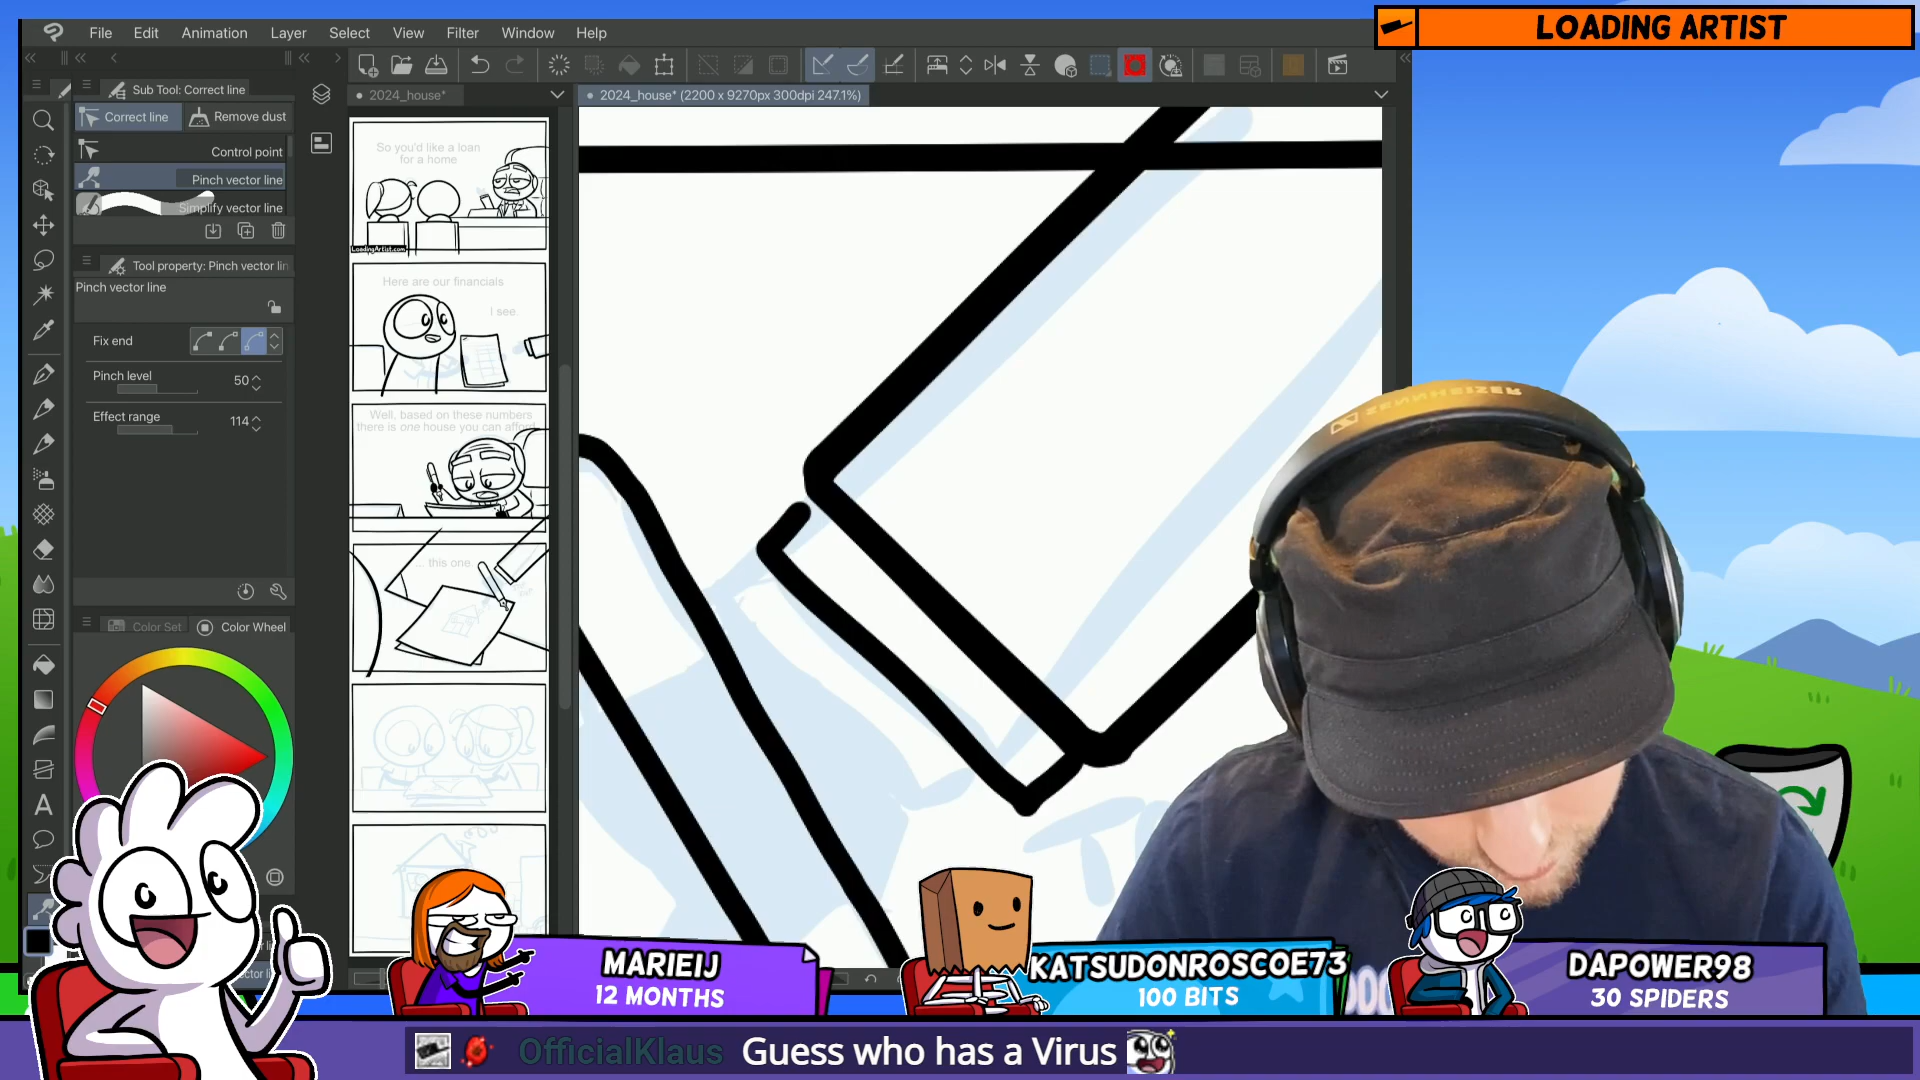 LOADING ARTIST
File Edit Animation Layer Select View Filter Window Help
Sub Tool: Correct line
Correct line Remove dust
Control point
Pinch vector line
Simplify vector line
Tool property: Pinch vector lin
Pinch vector line
Fix end
Pinch level 50
Effect range 114
Color Set Color Wheel
2024_house*
2024_house* (2200 x 9270px 300dpi 247.1%)
So you'd like a loan
for a home
LoadingArtist.com
Here are our financials
I see
Well, based on these numbers
there is one house you can afford
... this one.
SENNHEISER
MARIEIJ
12 MONTHS
KATSUDONROSCOE73
100 BITS
DAPOWER98
30 SPIDERS
OfficialKlaus Guess who has a Virus